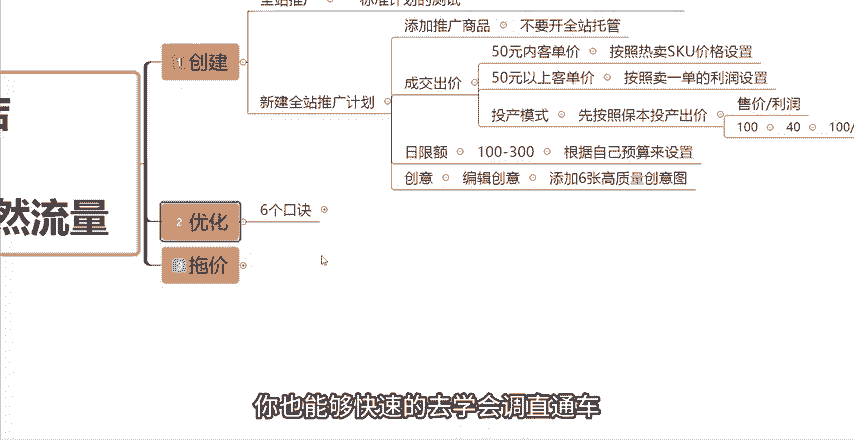 全站推广 标准计划的测试
添加推广商品 不要开全站托管
1 创建
50元内客单价 按照热卖SKU价格设置
成交出价 50元以上客单价 按照卖一单的利润设置
新建全站推广计划
投产模式 先按照保本投产出价 售价/利润
100 40 100/
日限额 100-300 根据自己预算来设置
创意 编辑创意 添加6张高质量创意图
然流量
2 优化 6个口诀
拖价
你也能够快速的去学会调直通车